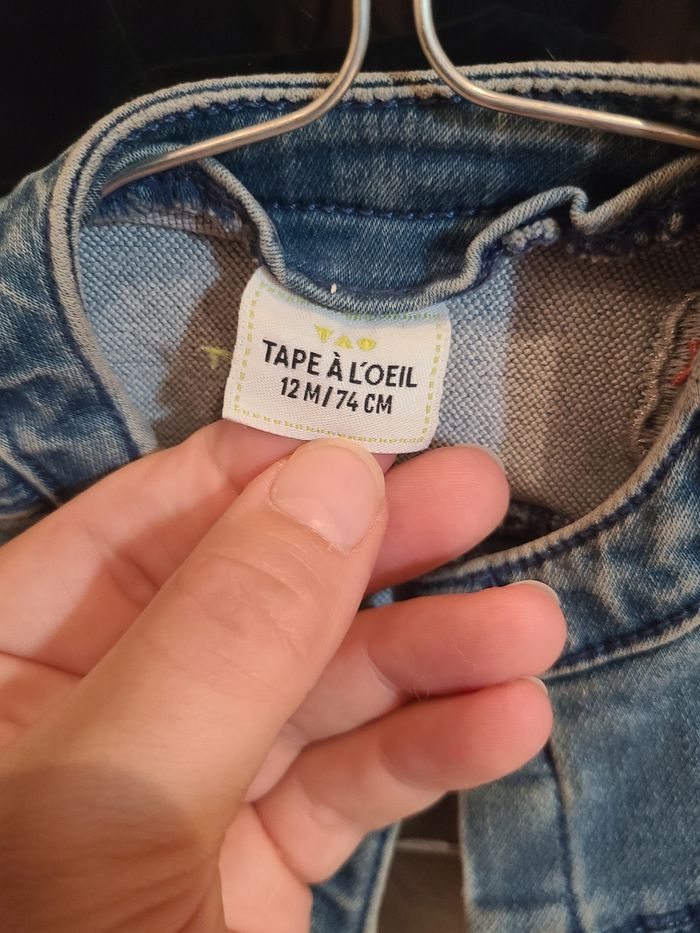 TAO
TAPE À L'OEIL
12 M/74 CM